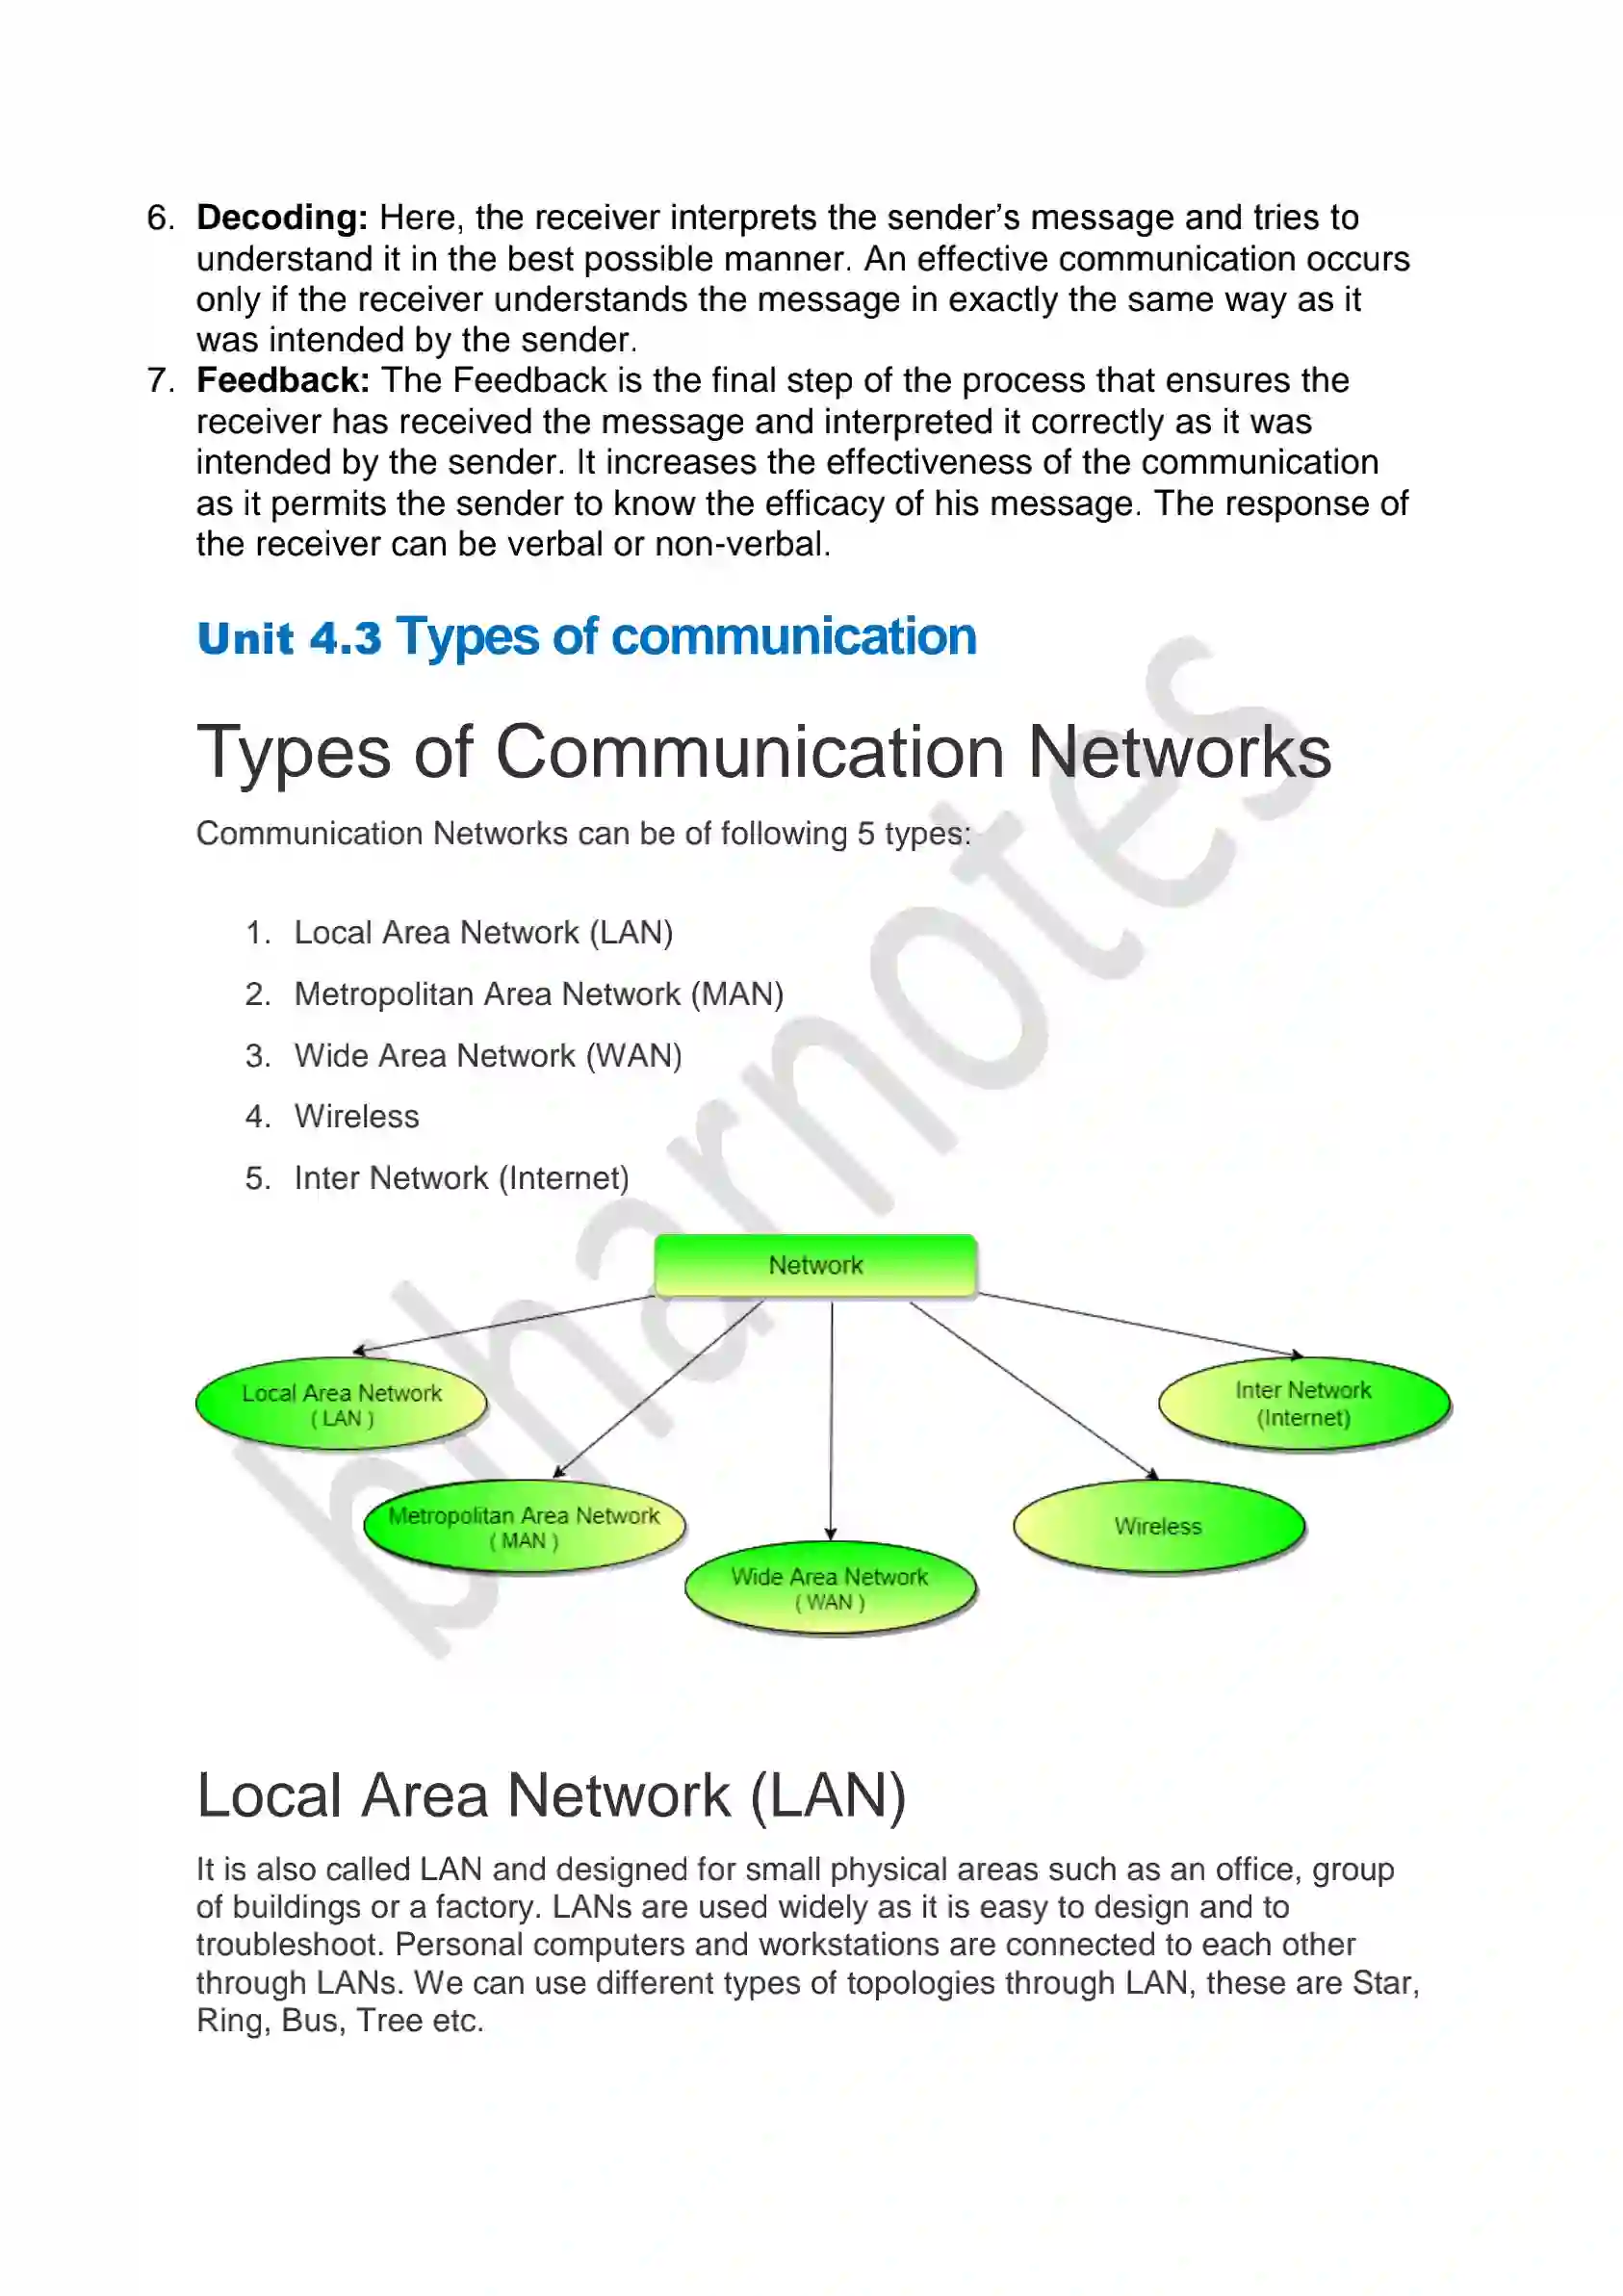 6. Decoding: Here, the receiver interprets the sender’s message and tries to
understand it in the best possible manner. An effective communication occurs
only if the receiver understands the message in exactly the same way as it
was intended by the sender.
7. Feedback: The Feedback is the final step of the process that ensures the
receiver has received the message and interpreted it correctly as it was
intended by the sender. It increases the effectiveness of the communication
as it permits the sender to know the efficacy of his message. The response of
the receiver can be verbal or non-verbal.
Unit 4.3 Types of communication
Types of Communication Networks
Communication Networks can be of following 5 types:
1. Local Area Network (LAN)
2. Metropolitan Area Network (MAN)
3. Wide Area Network (WAN)
4. Wireless
5. Inter Network (Internet)
Network
Local Area Network
( LAN )
Inter Network
(Internet)
Metropolitan Area Network
( MAN )
Wireless
Wide Area Network
( WAN )
bharnotes
Local Area Network (LAN)
It is also called LAN and designed for small physical areas such as an office, group
of buildings or a factory. LANs are used widely as it is easy to design and to
troubleshoot. Personal computers and workstations are connected to each other
through LANs. We can use different types of topologies through LAN, these are Star,
Ring, Bus, Tree etc.